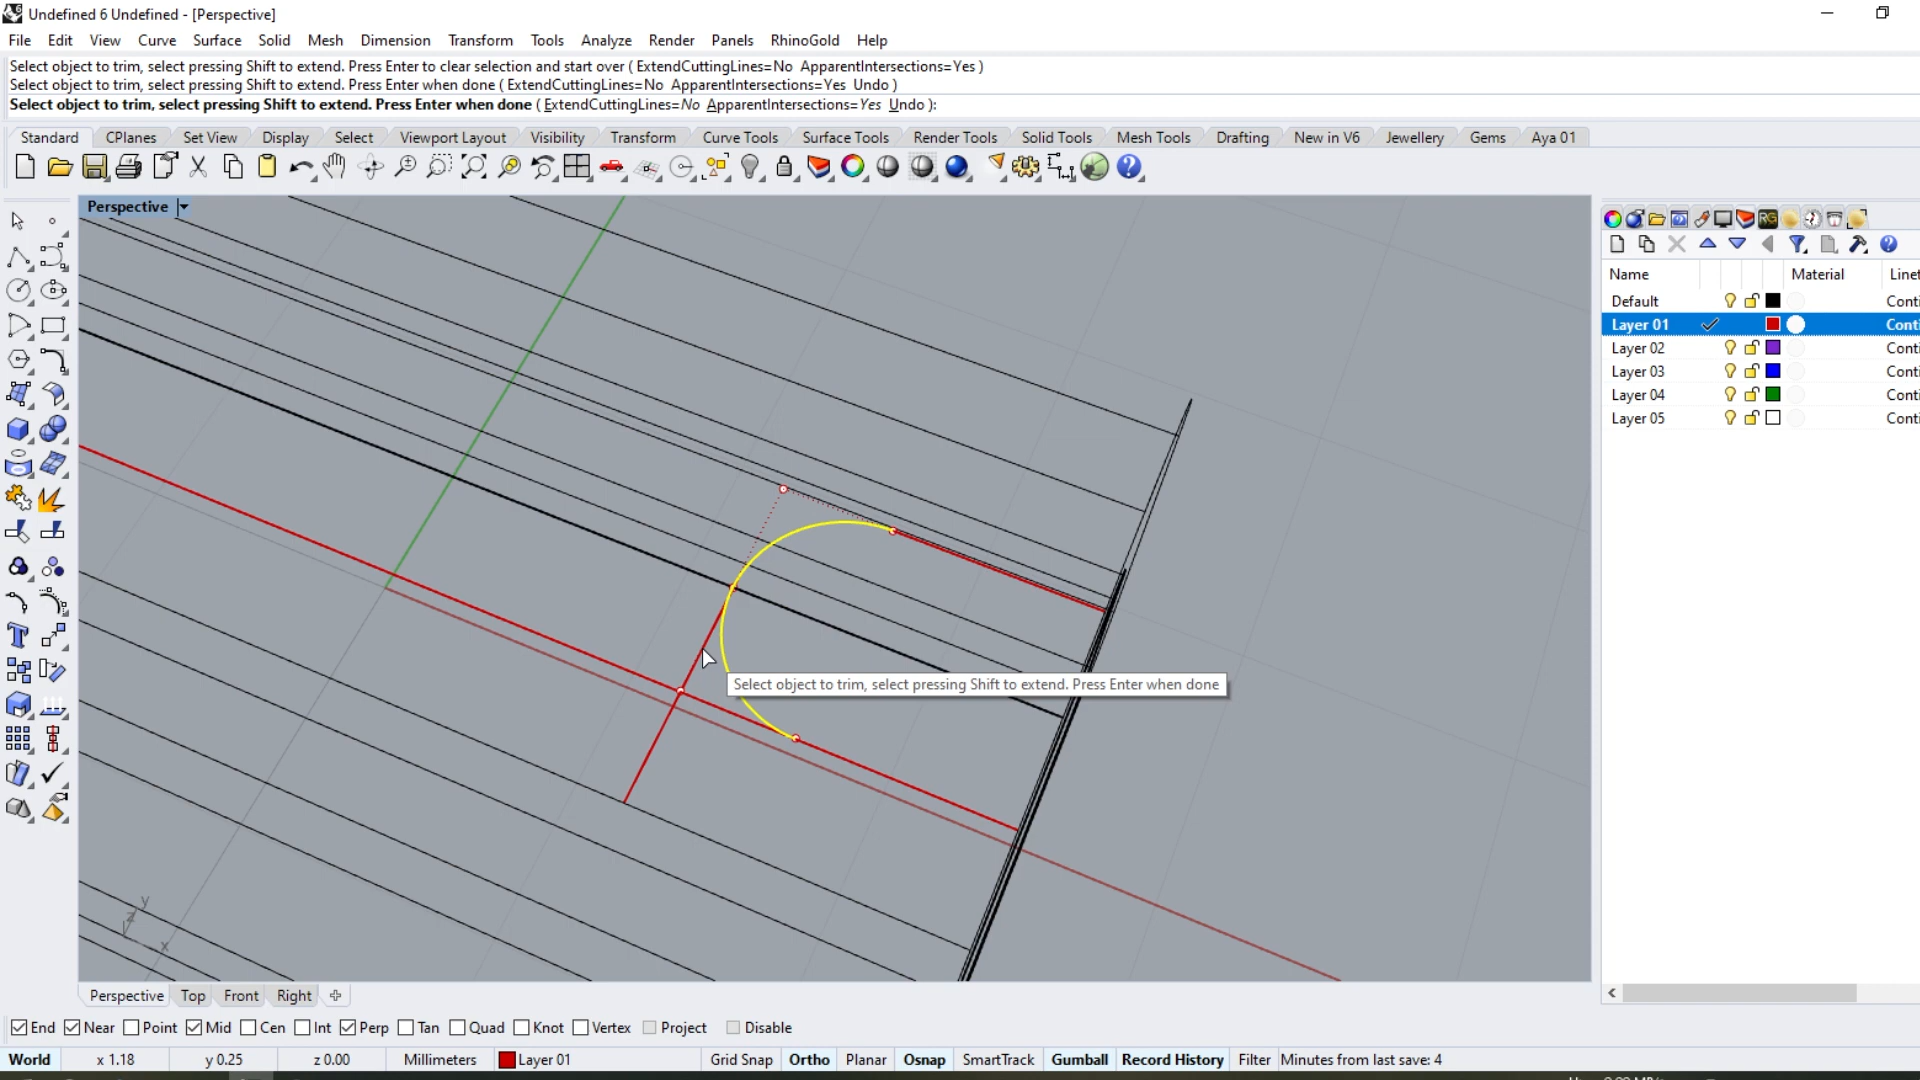 Undefined 6 Undefined - [Perspective]
File Edit View Curve Surface Solid Mesh Dimension Transform Tools Analyze Render Panels RhinoGold Help
Select object to trim, select pressing Shift to extend. Press Enter to clear selection and start over ( ExtendCuttingLines=No ApparentIntersections=Yes )
Select object to trim, select pressing Shift to extend. Press Enter when done ( ExtendCuttingLines=No ApparentIntersections=Yes Undo )
Select object to trim, select pressing Shift to extend. Press Enter when done ( ExtendCuttingLines=No ApparentIntersections=Yes Undo ):
Standard CPlanes Set View Display Select Viewport Layout Visibility Transform Curve Tools Surface Tools Render Tools Solid Tools Mesh Tools Drafting New in V6 Jewellery Gems Aya 01
Perspective
Name Material Linet
Default Conti
Layer 01 Conti
Layer 02 Conti
Layer 03 Conti
Layer 04 Conti
Layer 05 Conti
Select object to trim, select pressing Shift to extend. Press Enter when done
y
z
x
Perspective Top Front Right
End Near Point Mid Cen Int Perp Tan Quad Knot Vertex Project Disable
World x 1.18 y 0.25 z 0.00 Millimeters Layer 01 Grid Snap Ortho Planar Osnap SmartTrack Gumball Record History Filter Minutes from last save: 4